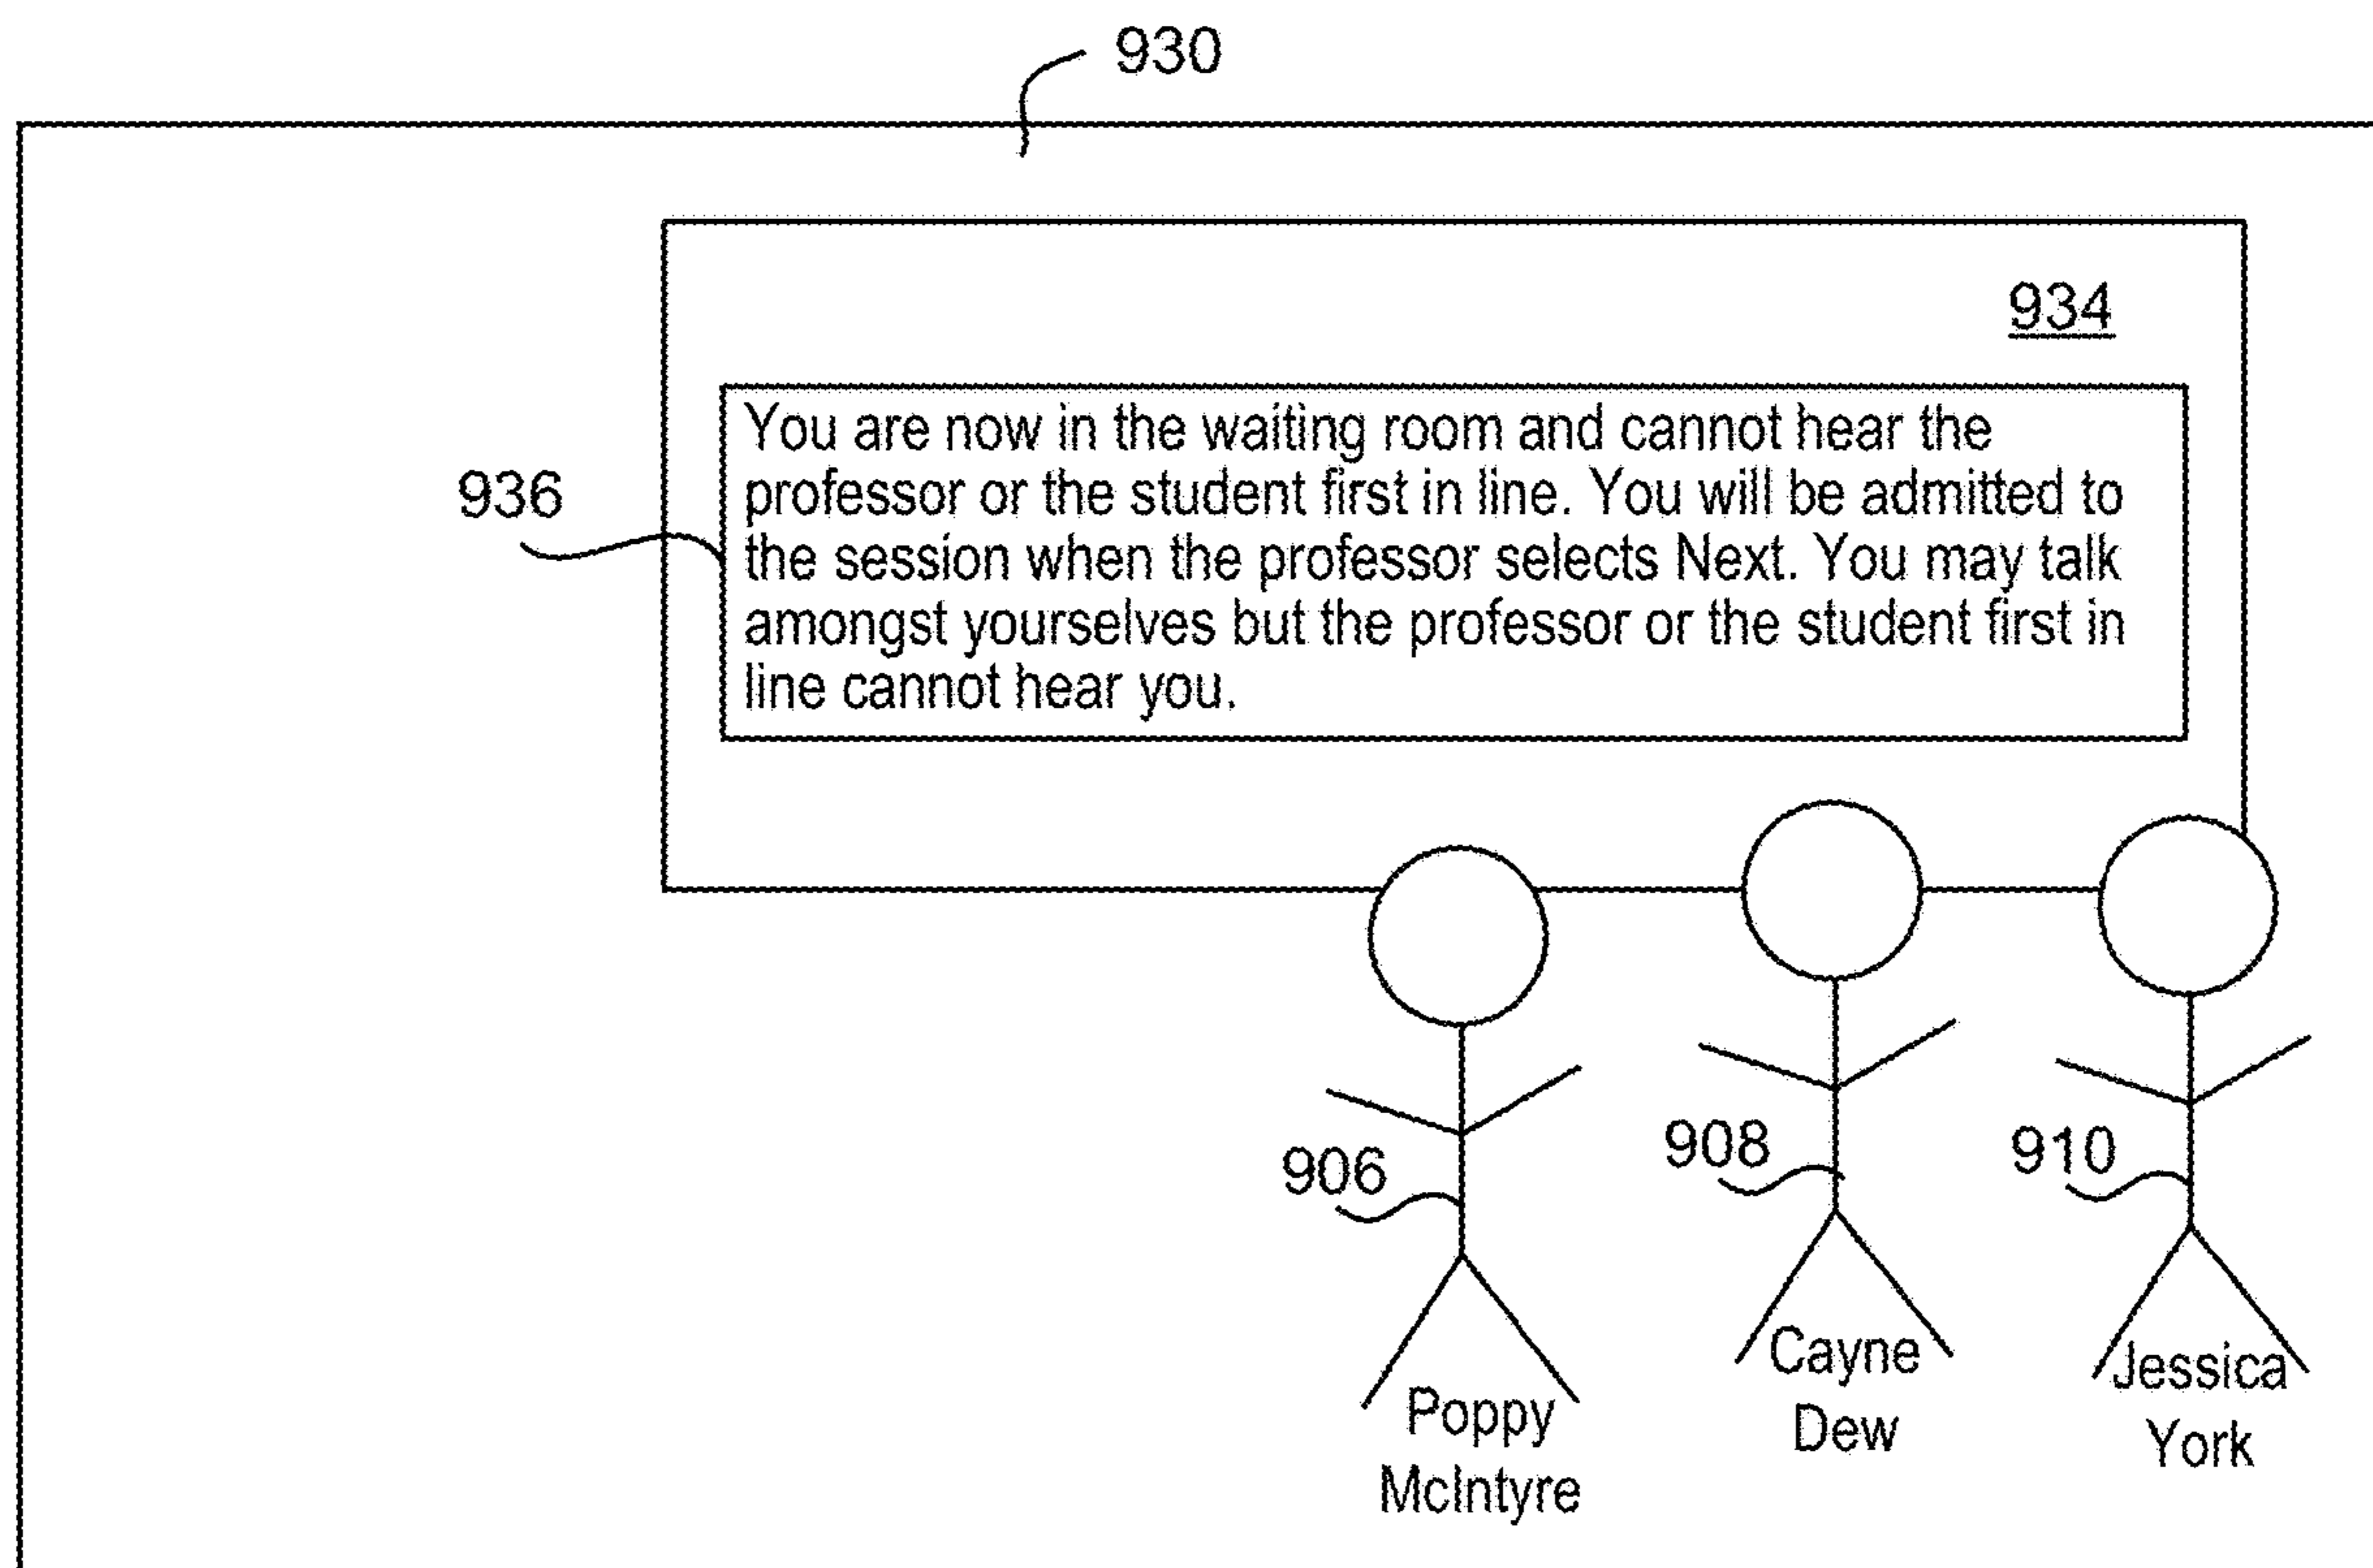 930
934
You are now in the waiting room and cannot hear the
professor or the student first in line. You will be admitted to
the session when the professor selects Next. You may talk
amongst yourselves but the professor or the student first in
line cannot hear you.
936
906
908
910
Poppy
McIntyre
Cayne
Dew
Jessica
York